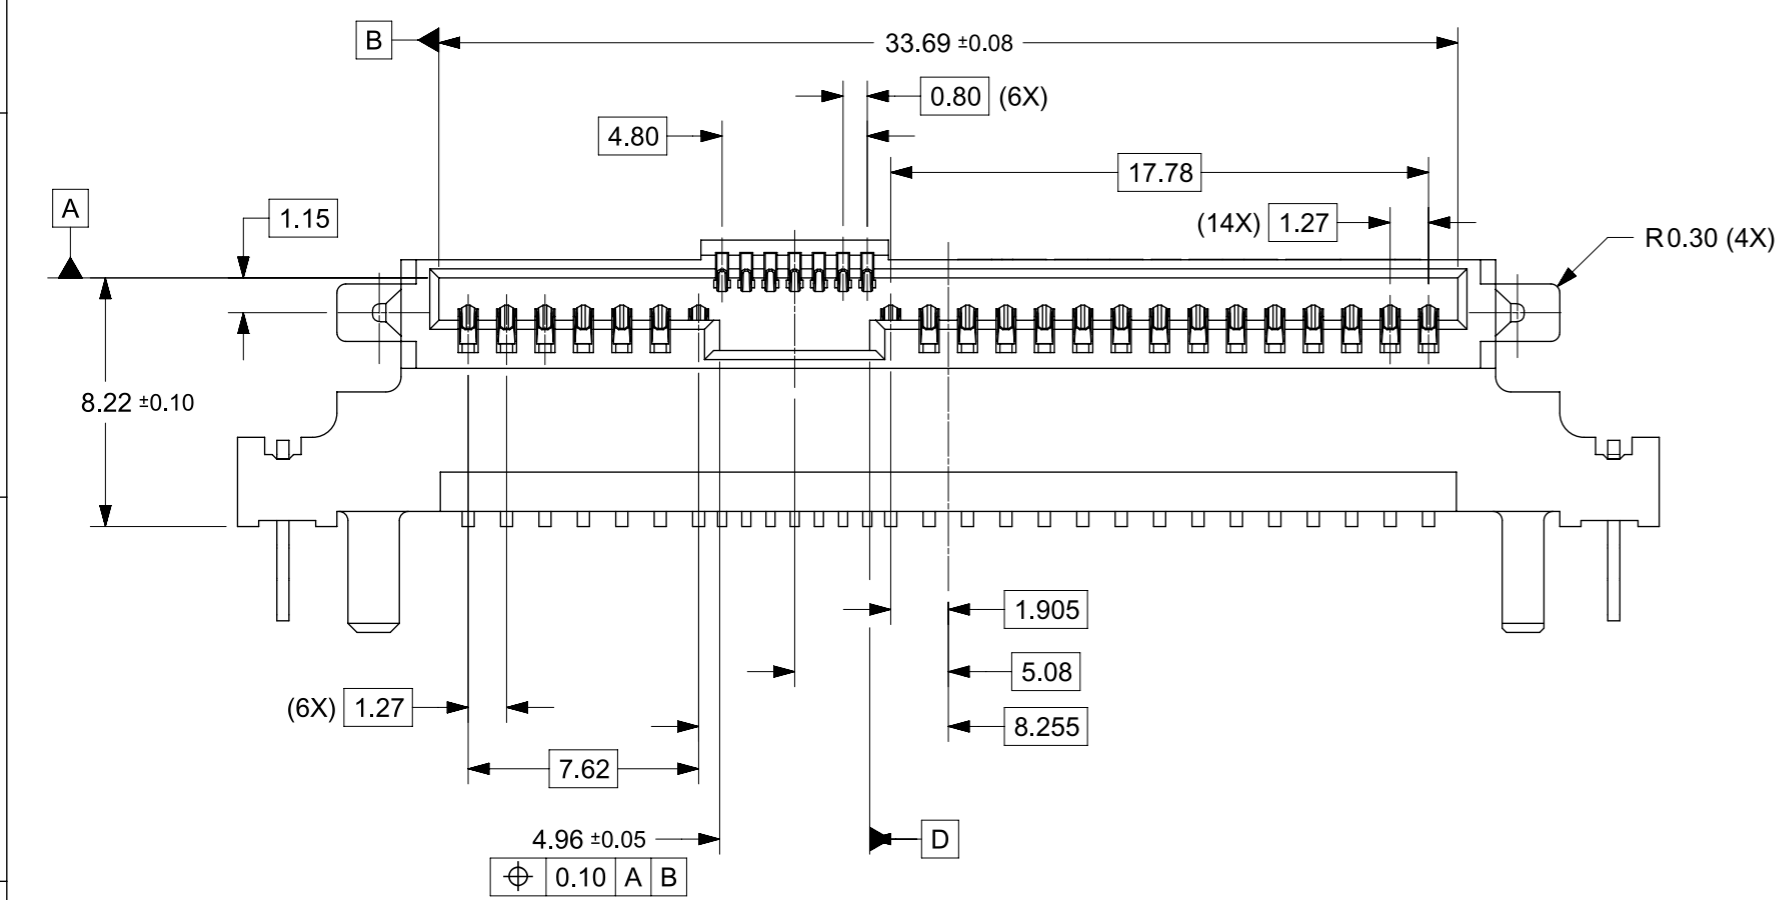 B
33.69 ±0.08
0.80 (6X)
4.80
17.78
A
1.15
(14X) 1.27
R0.30 (4X)
8.22 ±0.10
1.905
5.08
(6X) 1.27
8.255
7.62
4.96 ±0.05
D
⌖ 0.10 A B